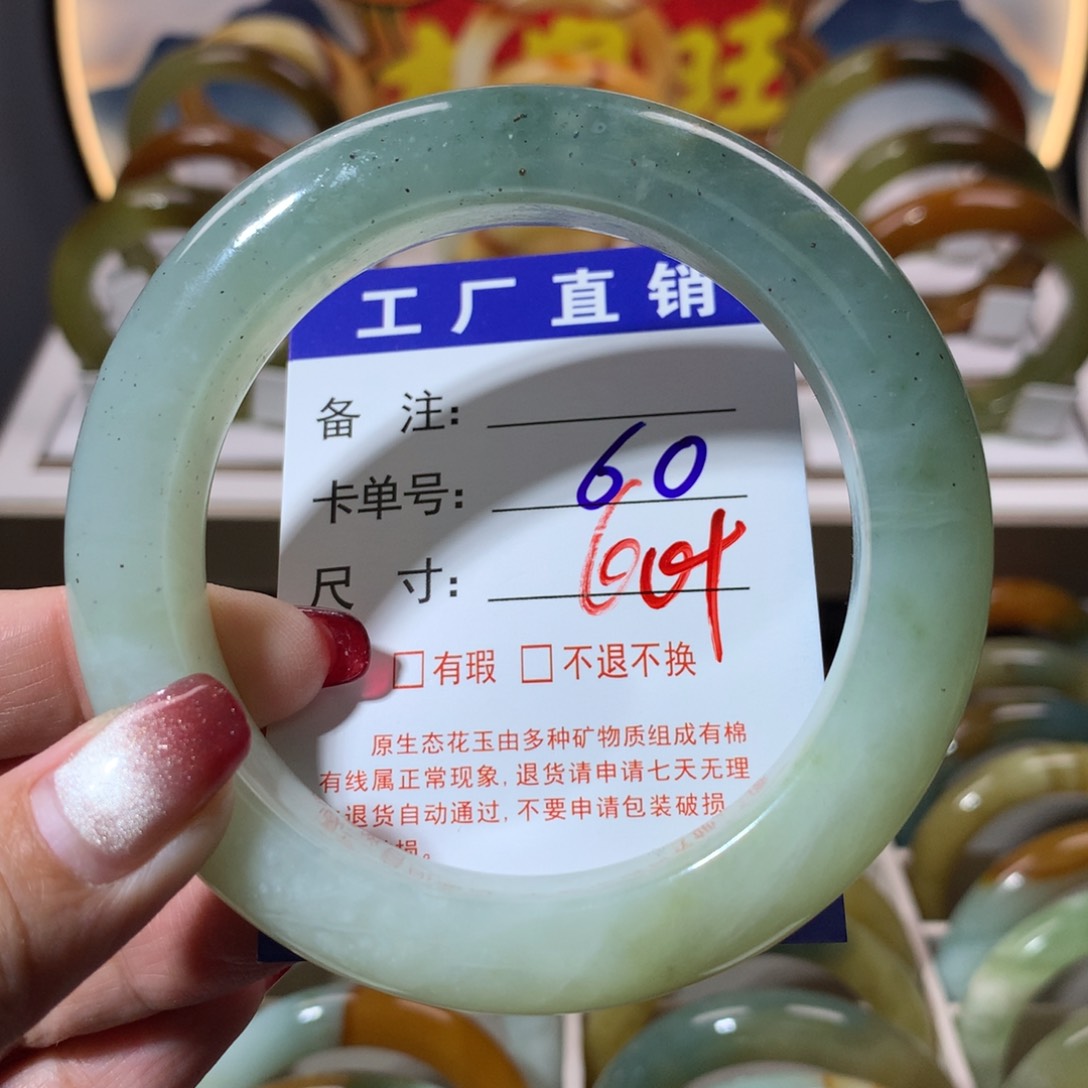 旺
工厂直销
备 注:
卡单号: 60
尺 寸:
□有瑕 □不退不换
原生态花玉由多种矿物质组成有棉
有线属正常现象,退货请申请七天无理
退货自动通过,不要申请包装破损
损。